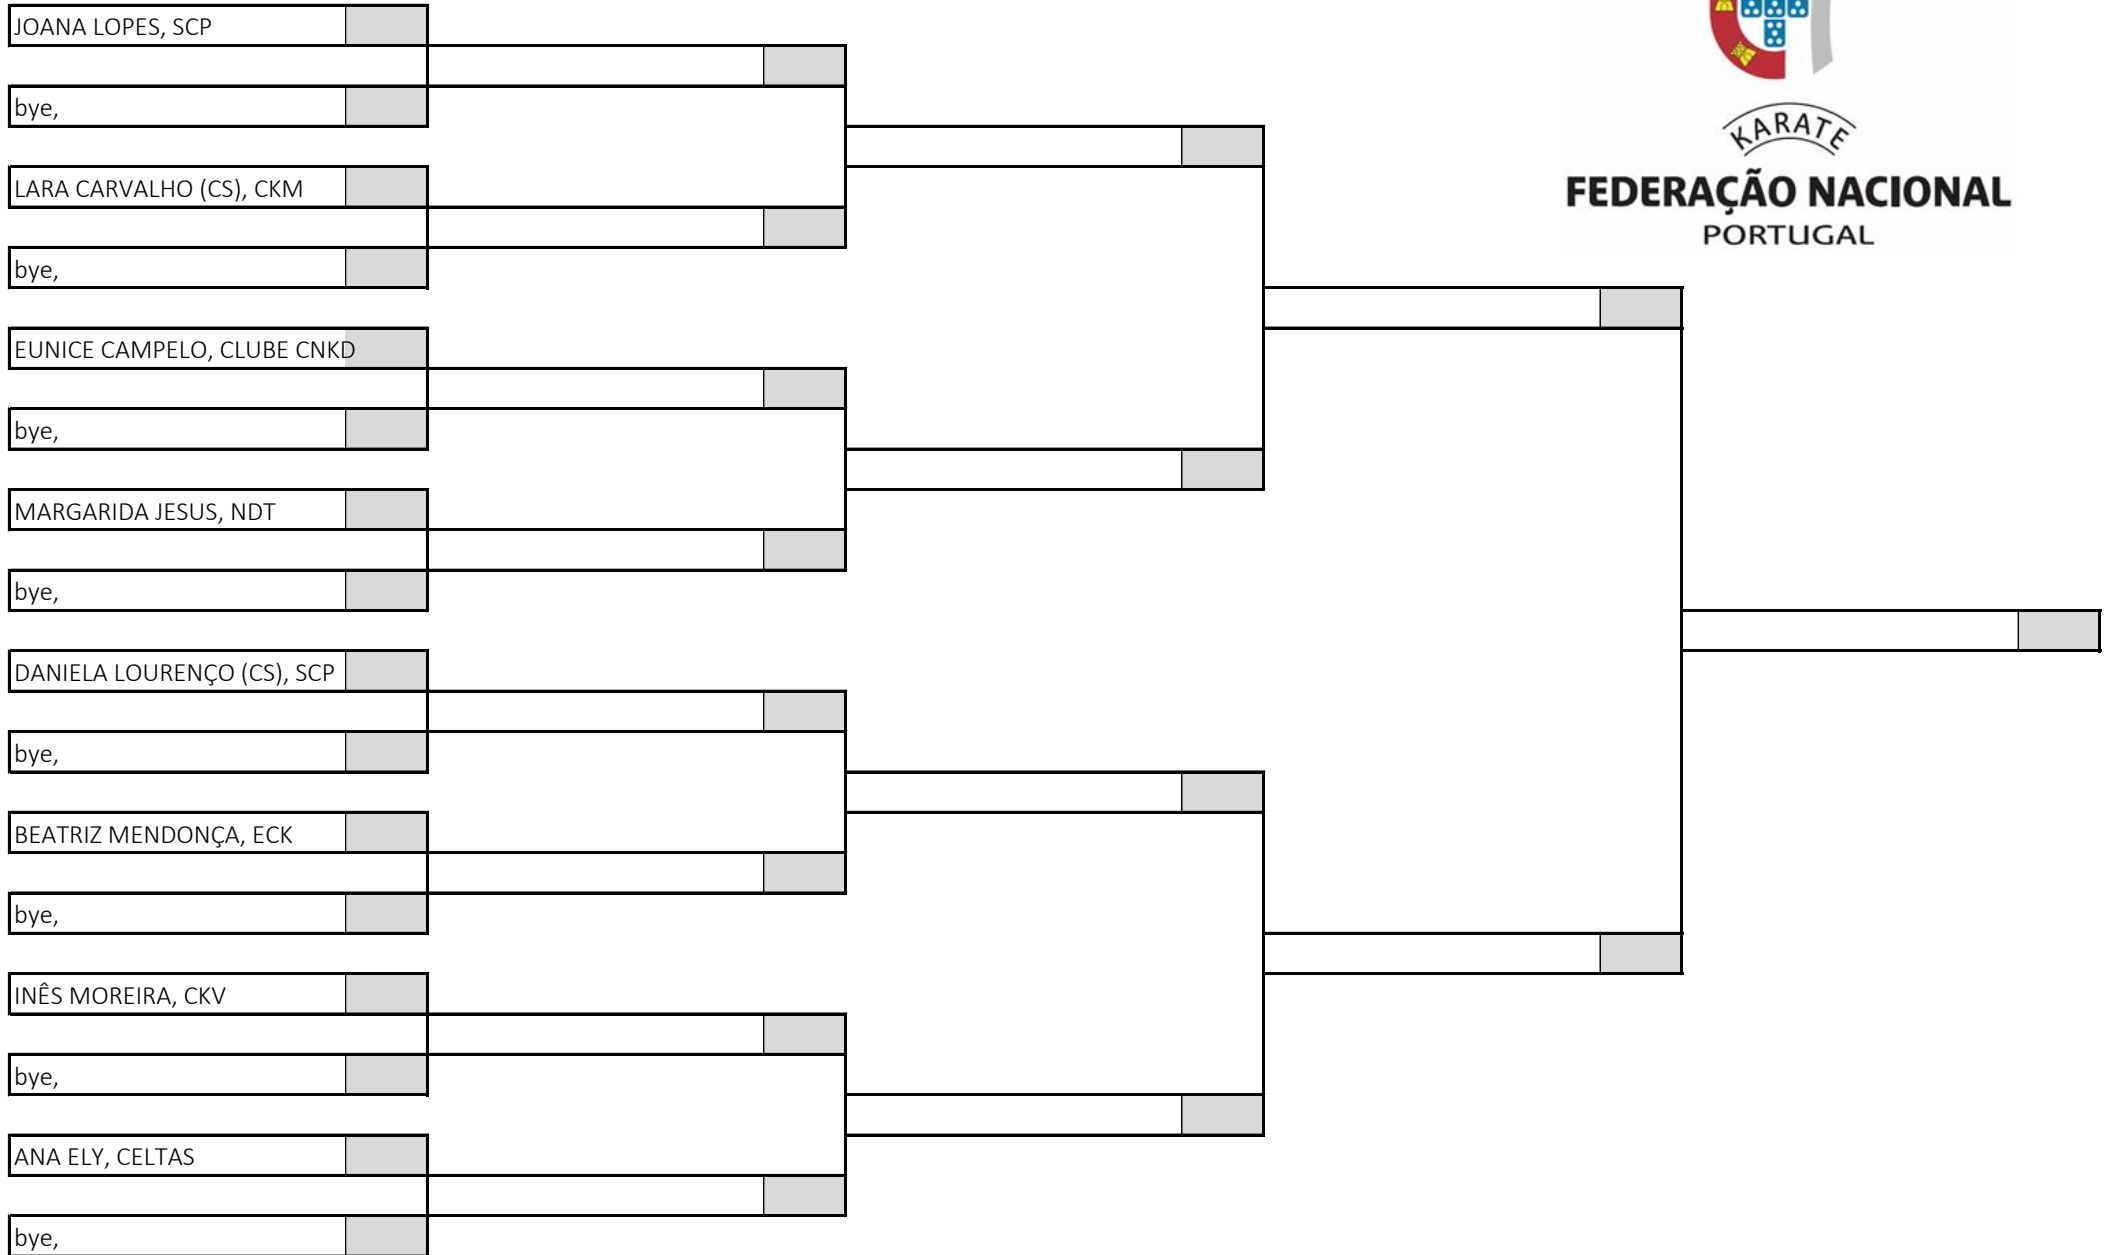 JOANA LOPES, SCP
bye,
KARATE
FEDERAÇÃO NACIONAL
PORTUGAL
LARA CARVALHO (CS), CKM
bye,
EUNICE CAMPELO, CLUBE CNKD
bye,
MARGARIDA JESUS, NDT
bye,
DANIELA LOURENÇO (CS), SCP
bye,
BEATRIZ MENDONÇA, ECK
bye,
INÊS MOREIRA, CKV
bye,
ANA ELY, CELTAS
bye,